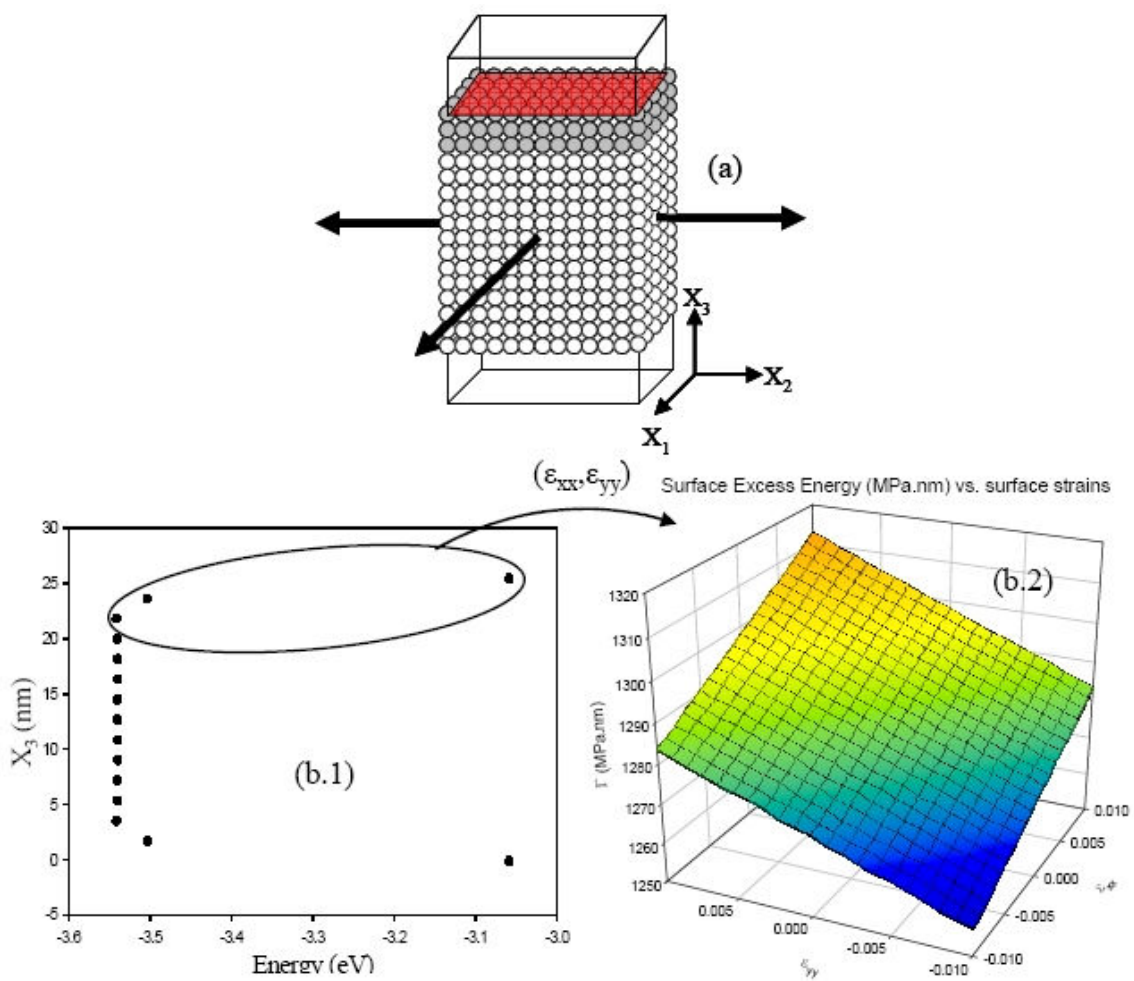 (a)
X₃
X₂
X₁
(εxx,εyy)
Surface Excess Energy (MPa.nm) vs. surface strains
(b.2)
1320
1310
1300
1290
1280
1270
1260
1250
Γ (MPa.nm)
0.005
0.000
-0.005
-0.010
εyy
0.010
0.005
0.000
-0.005
-0.010
30
25
20
15
10
5
0
-5
X₃ (nm)
(b.1)
-3.6
-3.5
-3.4
-3.3
-3.2
-3.1
-3.0
Energy (eV)